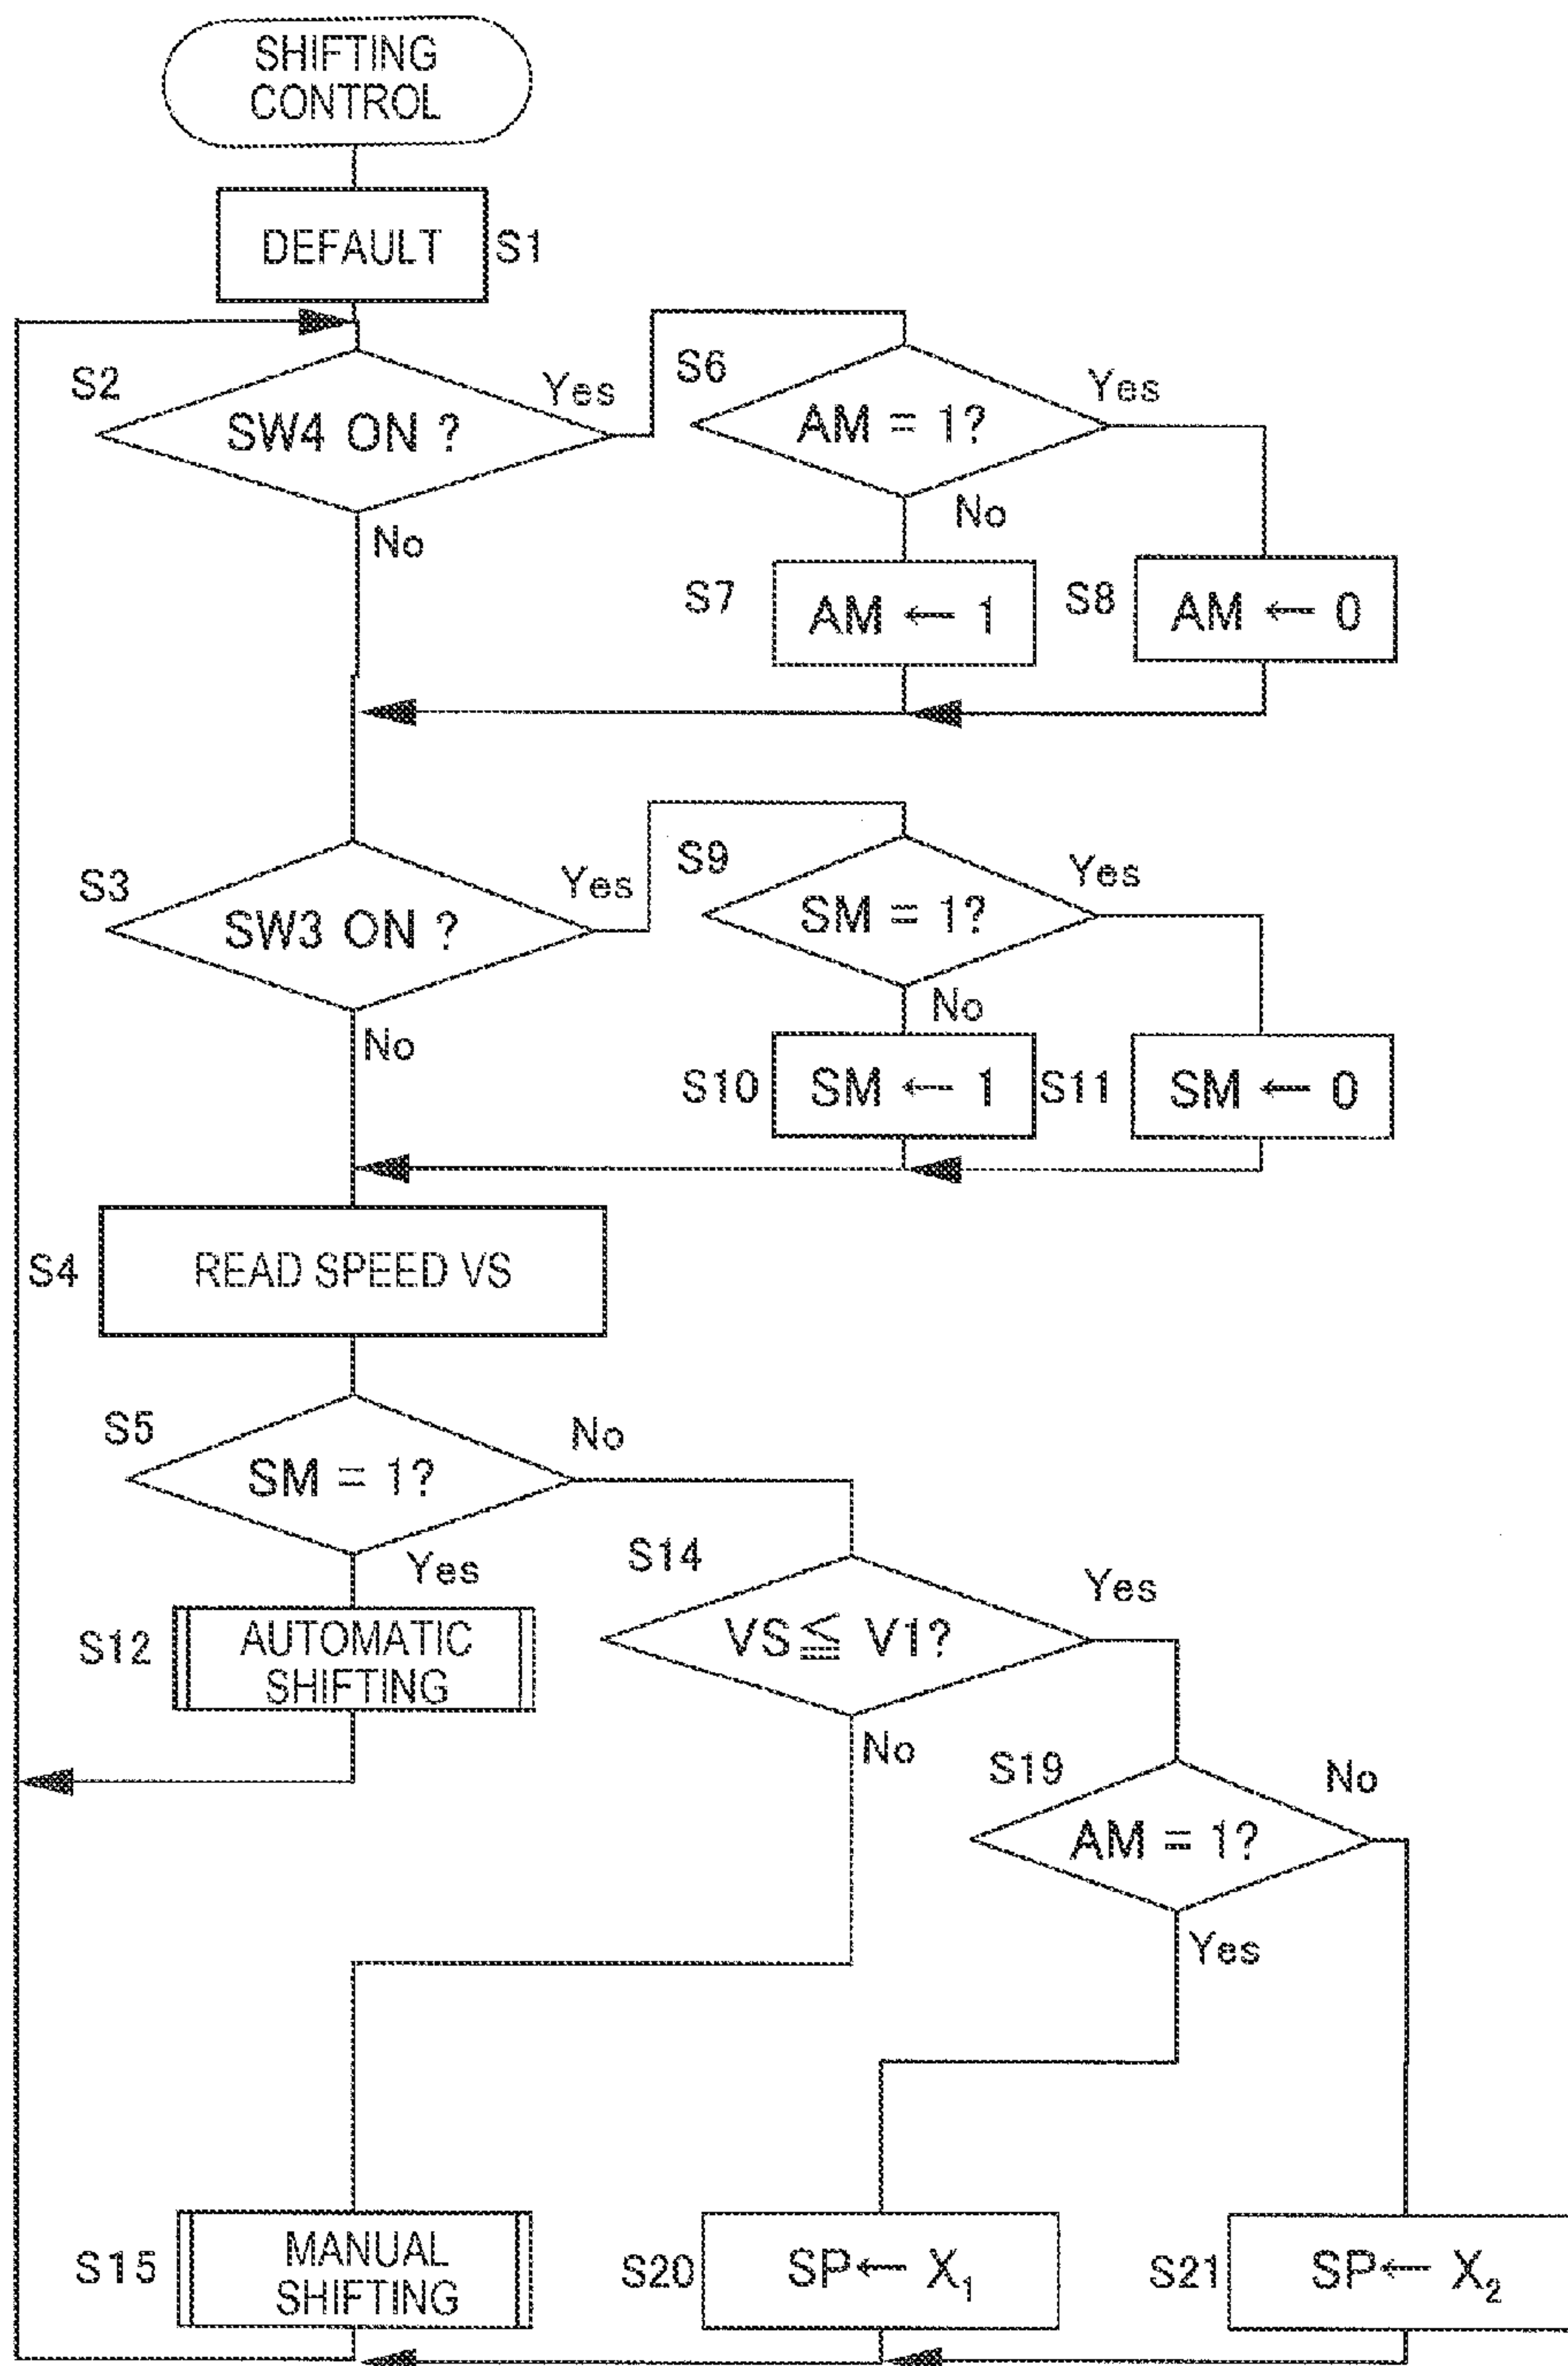 SHIFTING
CONTROL
DEFAULT
S1
S2
SW4 ON ?
Yes
No
S6
AM = 1?
Yes
No
S7
AM ← 1
S8
AM ← 0
S3
SW3 ON ?
Yes
No
S9
SM = 1?
Yes
No
S10
SM ← 1
S11
SM ← 0
S4
READ SPEED VS
S5
SM = 1?
No
Yes
S12
AUTOMATIC
SHIFTING
S14
VS ≦ V1?
Yes
No
S19
AM = 1?
No
Yes
S15
MANUAL
SHIFTING
S20
SP ← X₁
S21
SP ← X₂